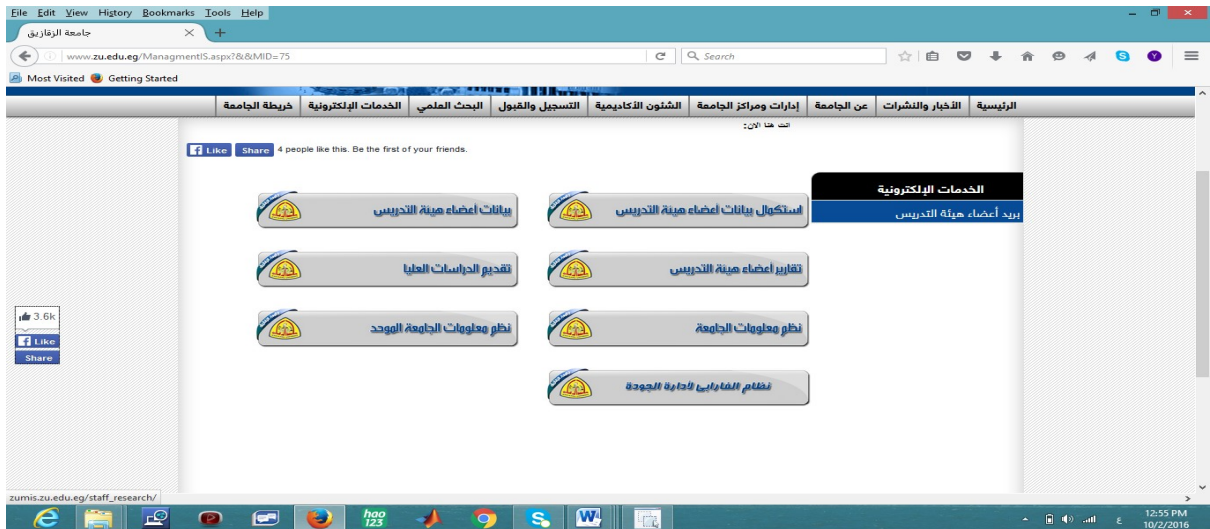 File Edit View History Bookmarks Tools Help
جامعة الزقازيق
www.zu.edu.eg/ManagmentIS.aspx?&&MID=75
Search
Most Visited Getting Started
الرئيسية الأخبار والنشرات عن الجامعة إدارات ومراكز الجامعة الشئون الأكاديمية التسجيل والقبول البحث العلمي الخدمات الإلكترونية خريطة الجامعة
انت هنا الان:
Like Share 4 people like this. Be the first of your friends.
الخدمات الإلكترونية
بريد أعضاء هيئة التدريس
استكمال بيانات أعضاء هيئة التدريس
بيانات أعضاء هيئة التدريس
تقارير أعضاء هيئة التدريس
تقديم الدراسات العليا
نظم معلومات الجامعة
نظم معلومات الجامعة الموحد
نظام الفارابى لأدارة الجودة
3.6k
Like
Share
zumis.zu.edu.eg/staff_research/
hao
123
ع
12:55 PM
10/2/2016